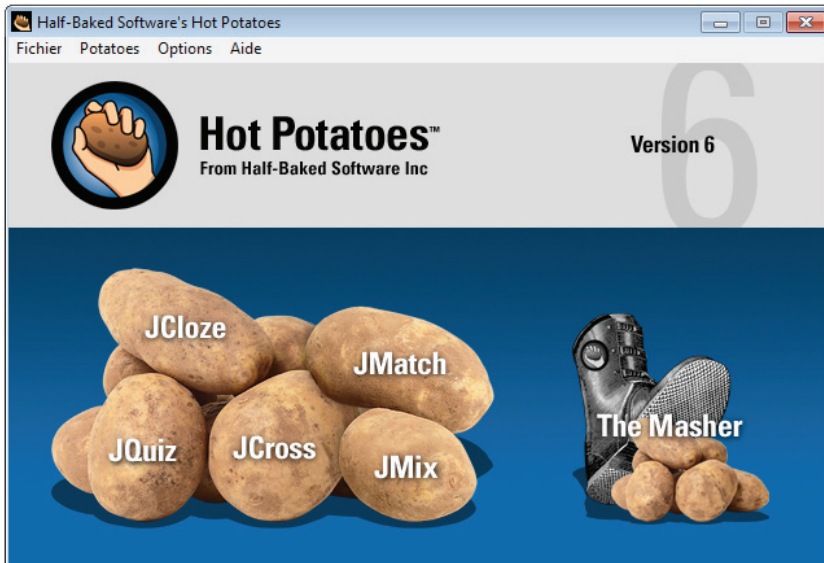 Half-Baked Software's Hot Potatoes
Fichier Potatoes Options Aide
Hot Potatoes™
From Half-Baked Software Inc
Version 6
6
JCloze
JMatch
JQuiz
JCross
JMix
The Masher